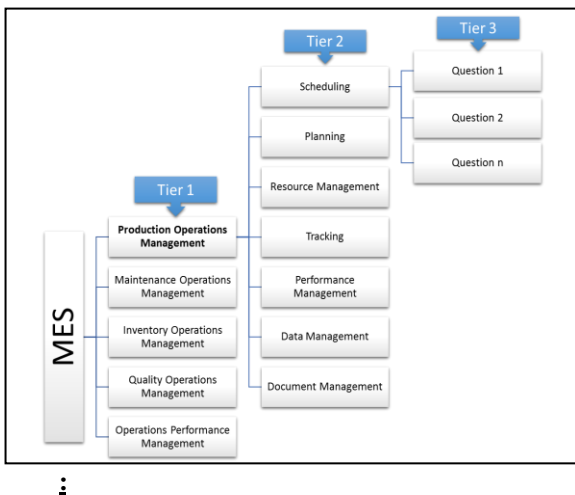 Tier 1
Tier 2
Tier 3
MES
Production Operations
Management
Maintenance Operations
Management
Inventory Operations
Management
Quality Operations
Management
Operations Performance
Management
Scheduling
Planning
Resource Management
Tracking
Performance
Management
Data Management
Document Management
Question 1
Question 2
Question n